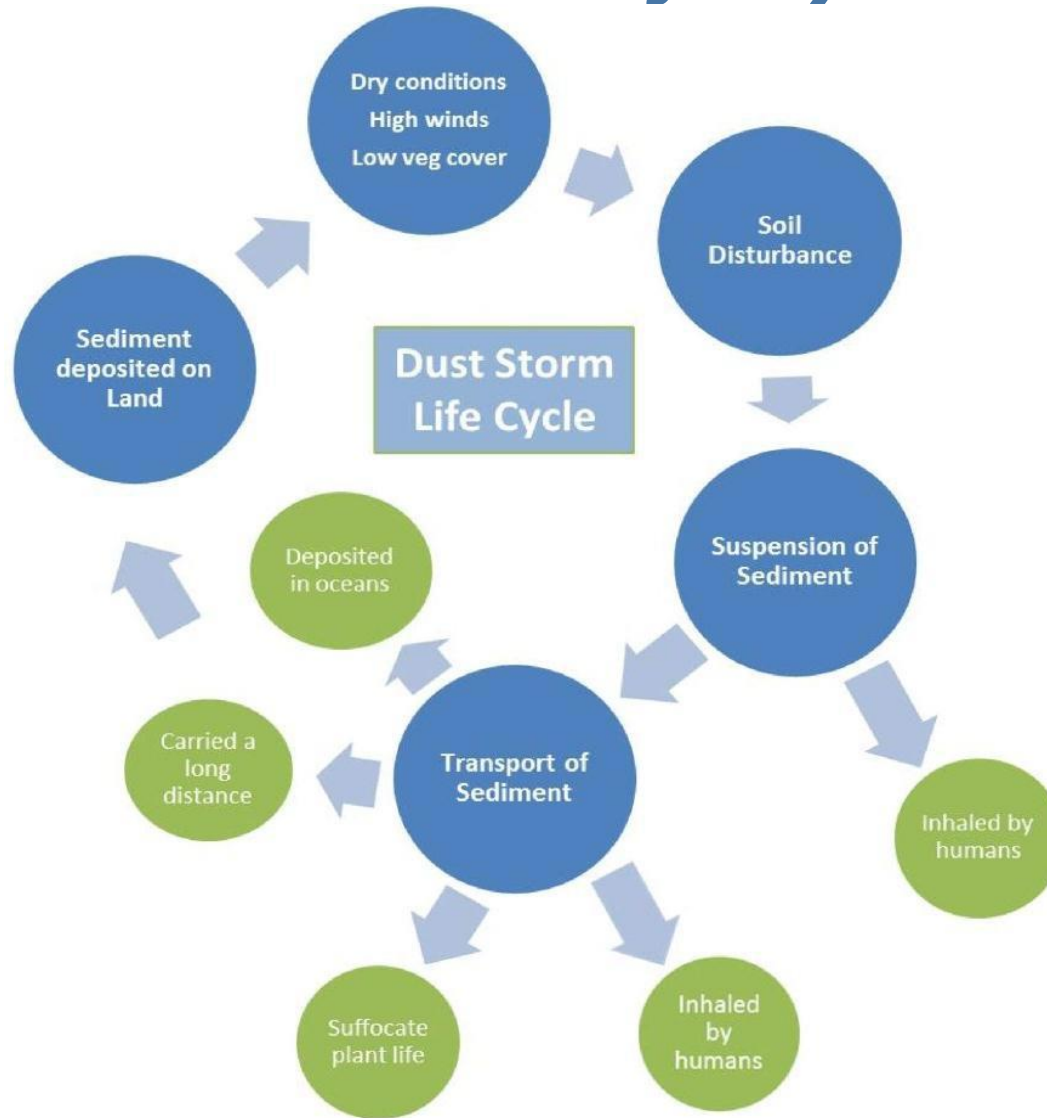 Dry conditions
High winds
Low veg cover
Soil
Disturbance
Sediment
deposited on
Land
Dust Storm
Life Cycle
Suspension of
Sediment
Deposited
in oceans
Transport of
Sediment
Carried a
long
distance
Inhaled by
humans
Suffocate
plant life
Inhaled
by
humans